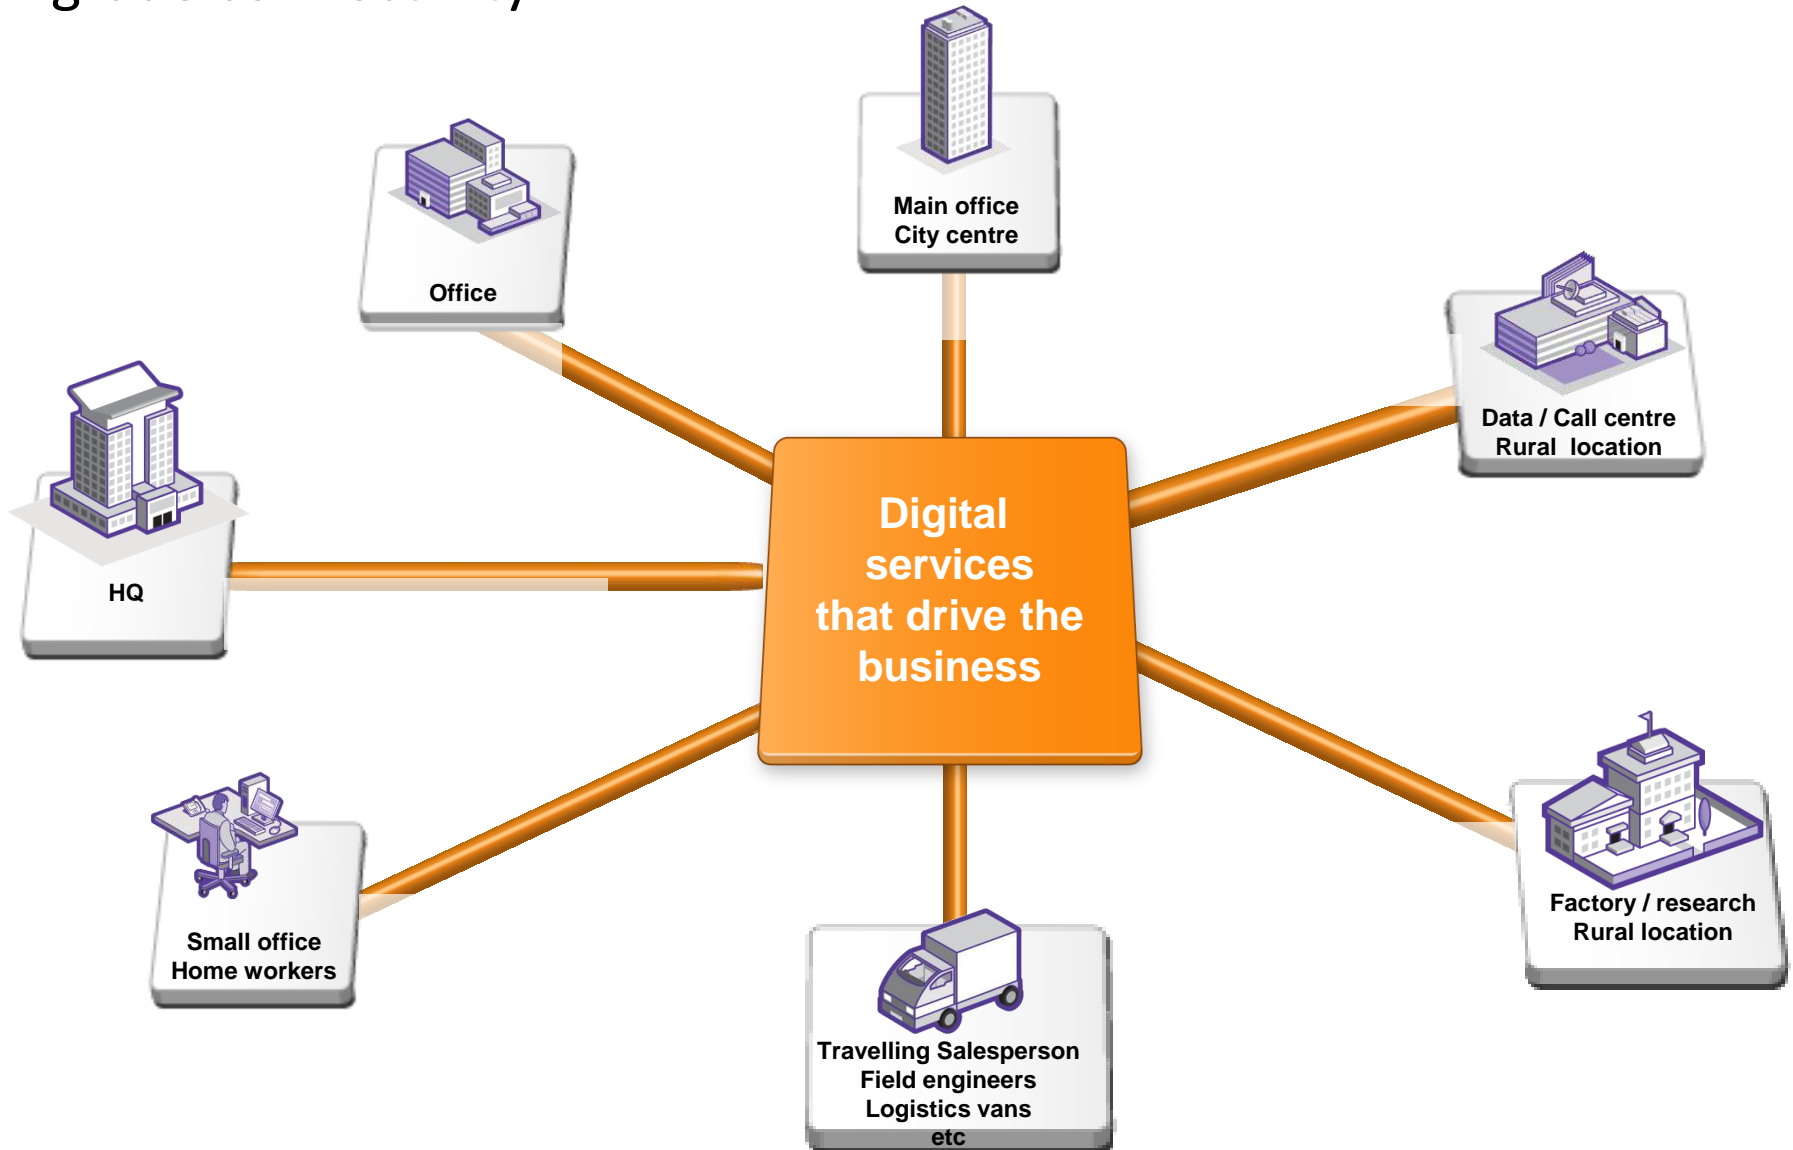 Main office
City centre
Office
Data / Call centre
Rural location
HQ
Digital
services
that drive the
business
Factory / research
Rural location
Small office
Home workers
Travelling Salesperson
Field engineers
Logistics vans
etc